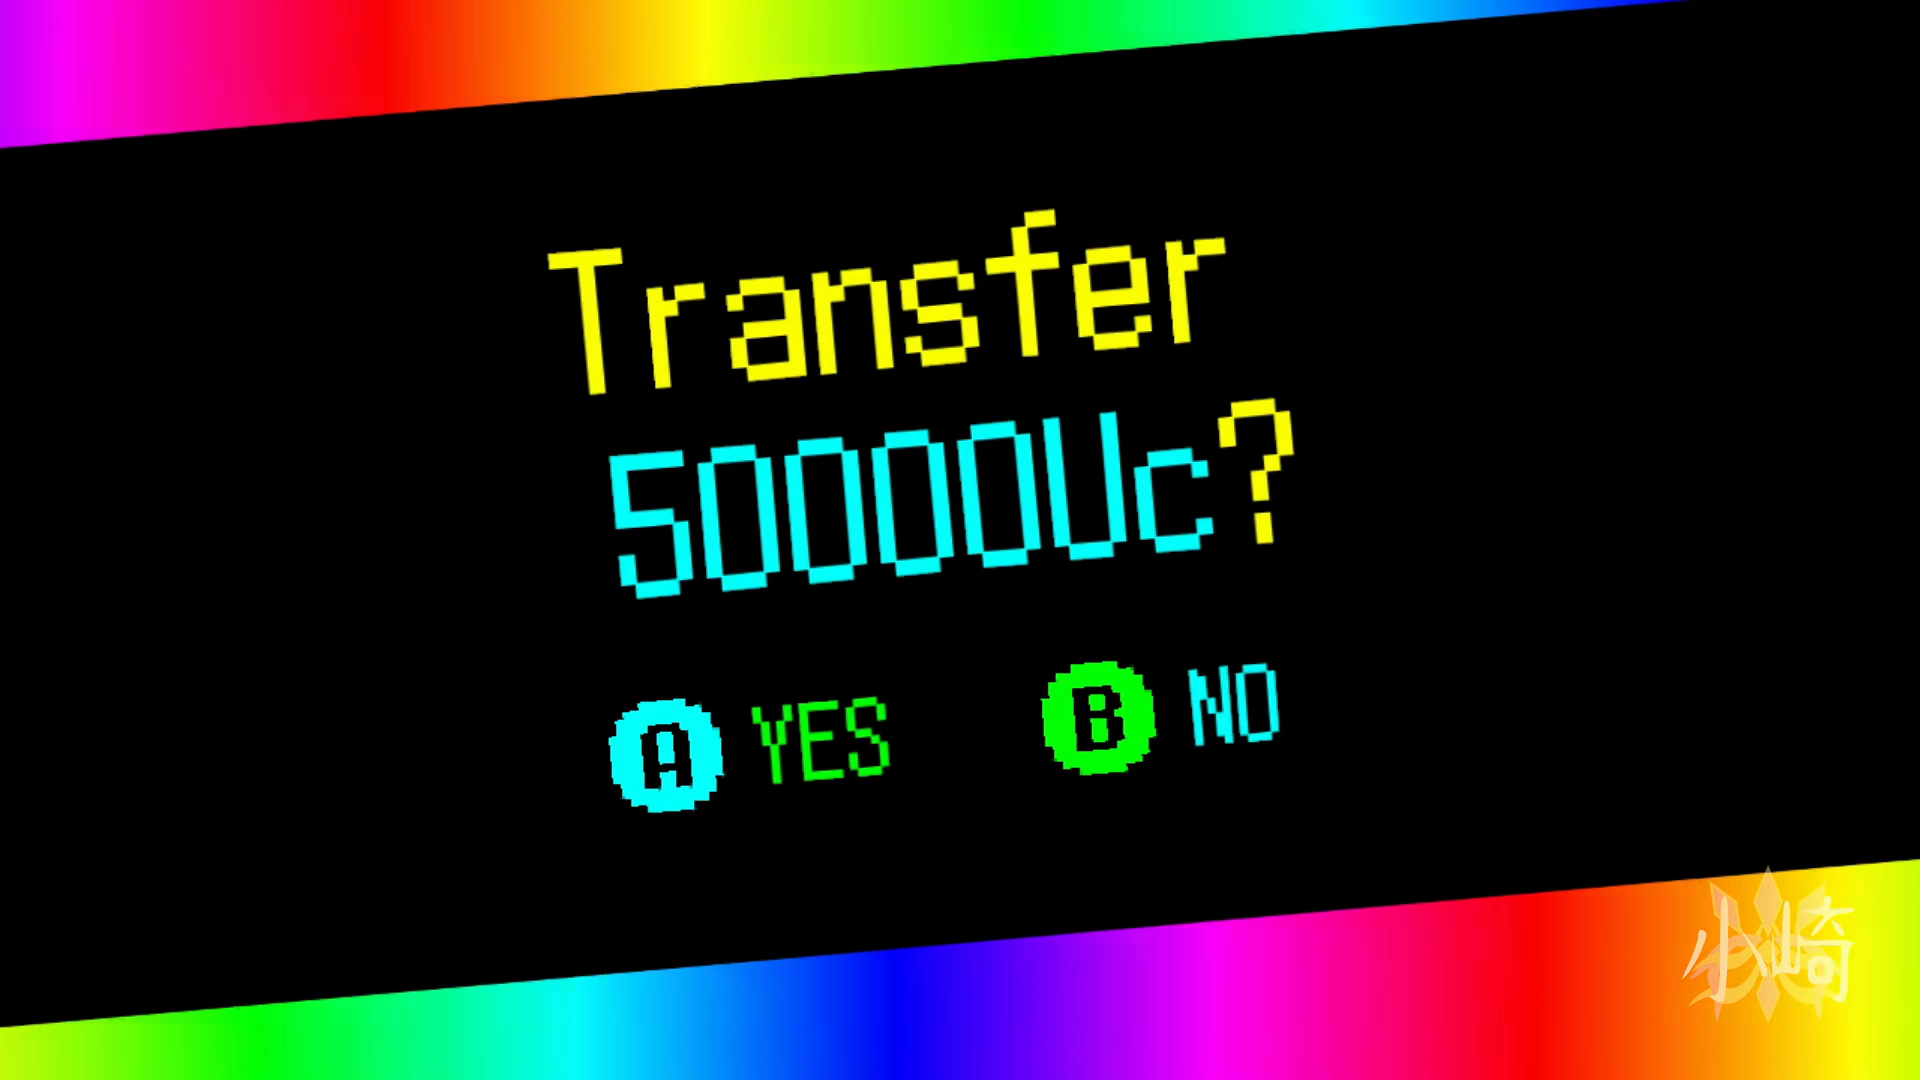 Transfer
50000Uc?
A YES B NO
小崎